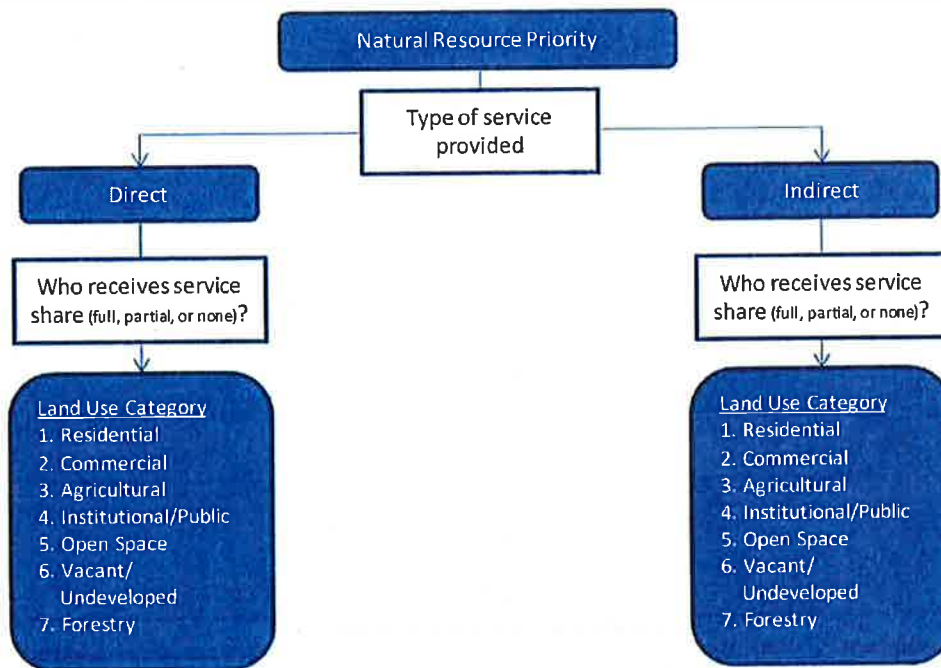 Natural Resource Priority
Type of service
provided
Direct
Indirect
Who receives service
share (full, partial, or none)?
Who receives service
share (full, partial, or none)?
Land Use Category
1. Residential
2. Commercial
3. Agricultural
4. Institutional/Public
5. Open Space
6. Vacant/
Undeveloped
7. Forestry
Land Use Category
1. Residential
2. Commercial
3. Agricultural
4. Institutional/Public
5. Open Space
6. Vacant/
Undeveloped
7. Forestry